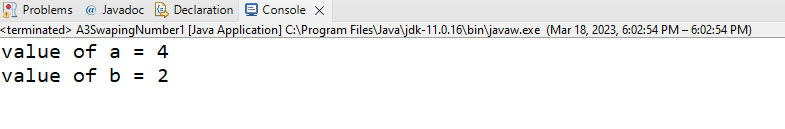 Problems @ Javadoc Declaration Console
<terminated> A3SwapingNumber1 [Java Application] C:\Program Files\Java\jdk-11.0.16\bin\javaw.exe (Mar 18, 2023, 6:02:54 PM – 6:02:54 PM)
value of a = 4
value of b = 2